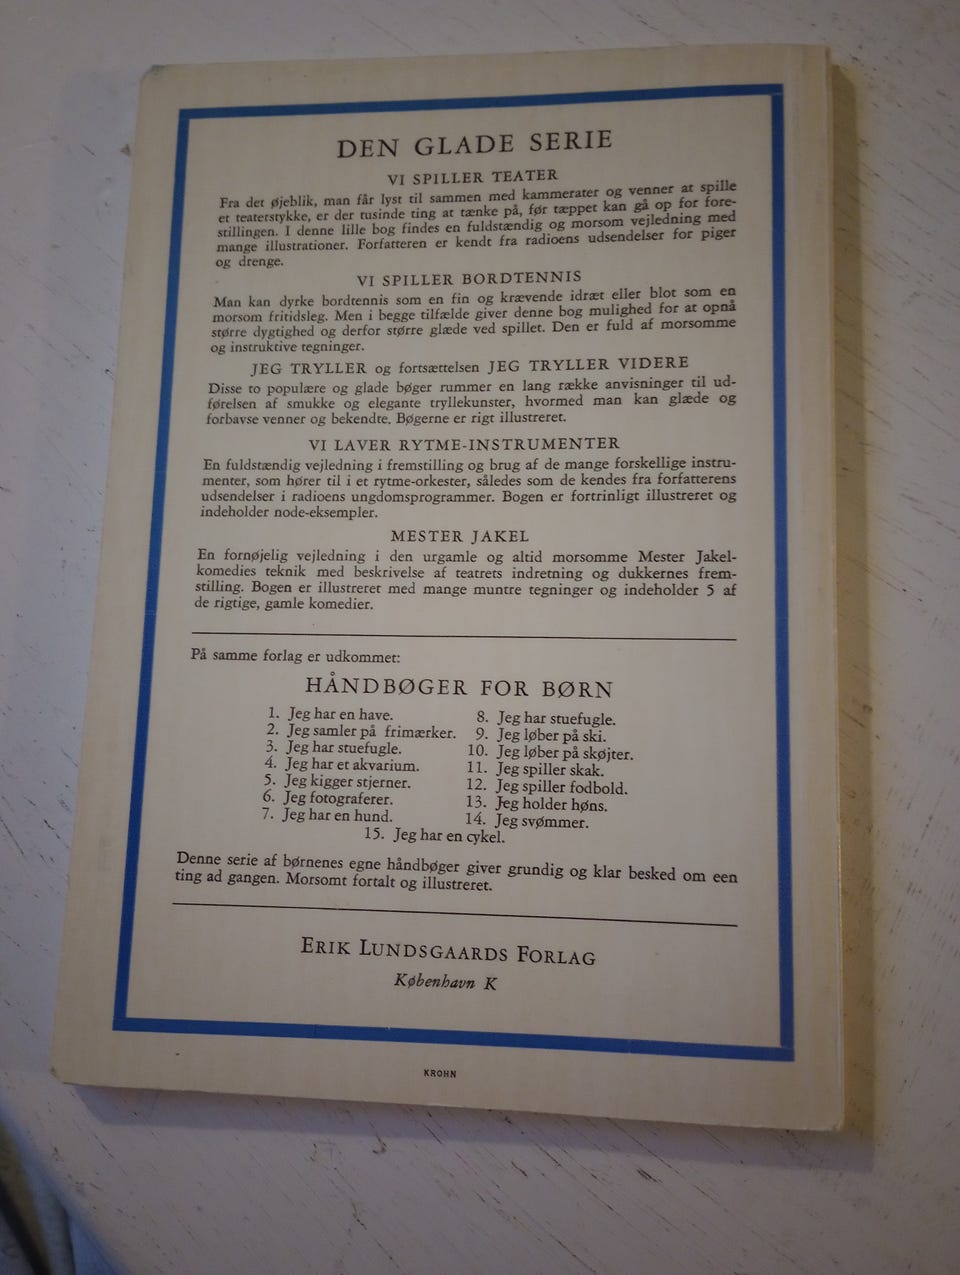 DEN GLADE SERIE
VI SPILLER TEATER
Fra det øjeblik, man får lyst til sammen med kammerater og venner at spille
et teaterstykke, er der tusinde ting at tænke på, før tæppet kan gå op for fore-
stillingen. I denne lille bog findes en fuldstændig og morsom vejledning med
mange illustrationer. Forfatteren er kendt fra radioens udsendelser for piger
og drenge.
VI SPILLER BORDTENNIS
Man kan dyrke bordtennis som en fin og krævende idræt eller blot som en
morsom fritidsleg. Men i begge tilfælde giver denne bog mulighed for at opnå
større dygtighed og derfor større glæde ved spillet. Den er fuld af morsomme
og instruktive tegninger.
JEG TRYLLER og fortsættelsen JEG TRYLLER VIDERE
Disse to populære og glade bøger rummer en lang række anvisninger til ud-
førelsen af smukke og elegante tryllekunster, hvormed man kan glæde og
forbavse venner og bekendte. Bøgerne er rigt illustreret.
VI LAVER RYTME-INSTRUMENTER
En fuldstændig vejledning i fremstilling og brug af de mange forskellige instru-
menter, som hører til i et rytme-orkester, således som de kendes fra forfatterens
udsendelser i radioens ungdomsprogrammer. Bogen er fortrinligt illustreret og
indeholder node-eksempler.
MESTER JAKEL
En fornøjelig vejledning i den urgamle og altid morsomme Mester Jakel-
komedies teknik med beskrivelse af teatrets indretning og dukkernes frem-
stilling. Bogen er illustreret med mange muntre tegninger og indeholder 5 af
de rigtige, gamle komedier.
På samme forlag er udkommet:
HÅNDBØGER FOR BØRN
1. Jeg har en have.
2. Jeg samler på frimærker.
3. Jeg har stuefugle.
4. Jeg har et akvarium.
5. Jeg kigger stjerner.
6. Jeg fotograferer.
7. Jeg har en hund.
8. Jeg har stuefugle.
9. Jeg løber på ski.
10. Jeg løber på skøjter.
11. Jeg spiller skak.
12. Jeg spiller fodbold.
13. Jeg holder høns.
14. Jeg svømmer.
15. Jeg har en cykel.
Denne serie af børnenes egne håndbøger giver grundig og klar besked om een
ting ad gangen. Morsomt fortalt og illustreret.
ERIK LUNDSGAARDS FORLAG
København K
KROHN